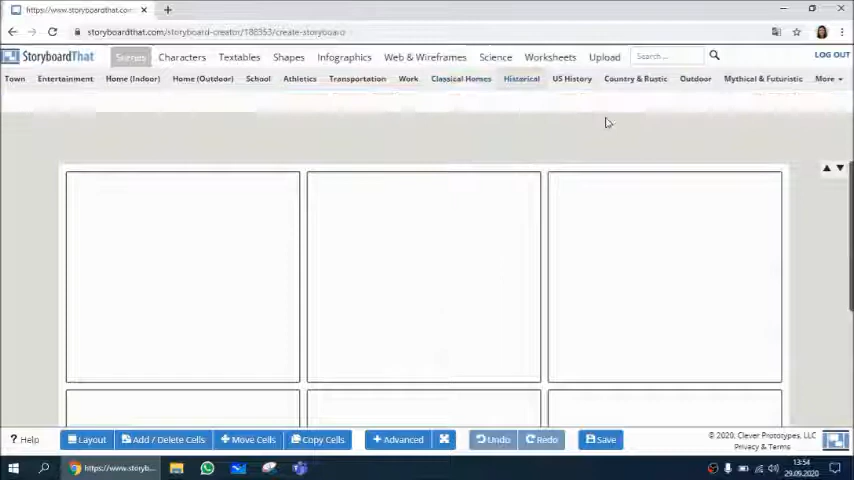 https://www.storyboardthat.com...
storyboardthat.com/storyboard-creator/188353/create-storyboard
StoryboardThat
Scenes Characters Textables Shapes Infographics Web & Wireframes Science Worksheets Upload Search... LOG OUT
Town Entertainment Home (Indoor) Home (Outdoor) School Athletics Transportation Work Classical Homes Historical US History Country & Rustic Outdoor Mythical & Futuristic More
? Help Layout Add / Delete Cells Move Cells Copy Cells + Advanced Undo Redo Save
© 2020, Clever Prototypes, LLC
Privacy & Terms
https://www.storyb...
13:54
29.09.2020